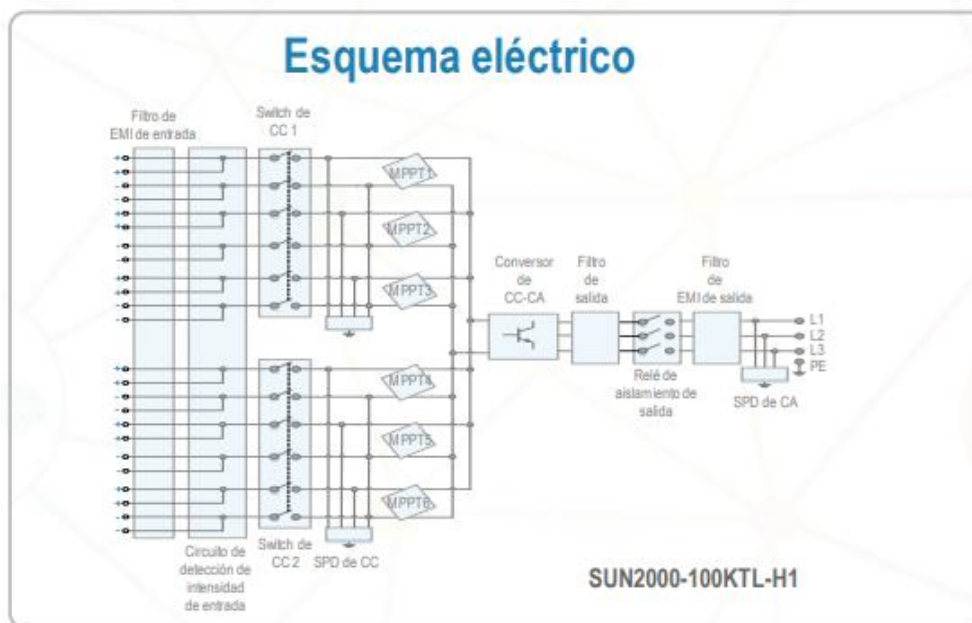 Esquema eléctrico
Filtro de
EMI de entrada
Switch de
CC 1
MPPT1
MPPT2
MPPT3
Conversor
de
CC-CA
Filtro
de
salida
Filtro
de
EMI de salida
L1
L2
L3
PE
Relé de
aislamiento de
salida
SPD de CA
MPPT4
MPPT5
MPPT6
Circuito de
detección de
intensidad
de entrada
Switch de
CC 2
SPD de CC
SUN2000-100KTL-H1